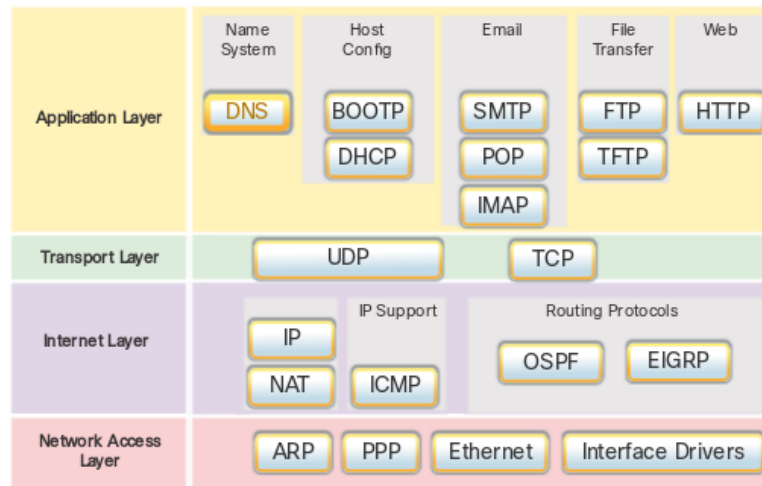 Name
System
Host
Config
Email
File
Transfer
Web
Application Layer
DNS
BOOTP
SMTP
FTP
HTTP
DHCP
POP
TFTP
IMAP
Transport Layer
UDP
TCP
IP Support
Routing Protocols
Internet Layer
IP
OSPF
EIGRP
NAT
ICMP
Network Access
Layer
ARP
PPP
Ethernet
Interface Drivers